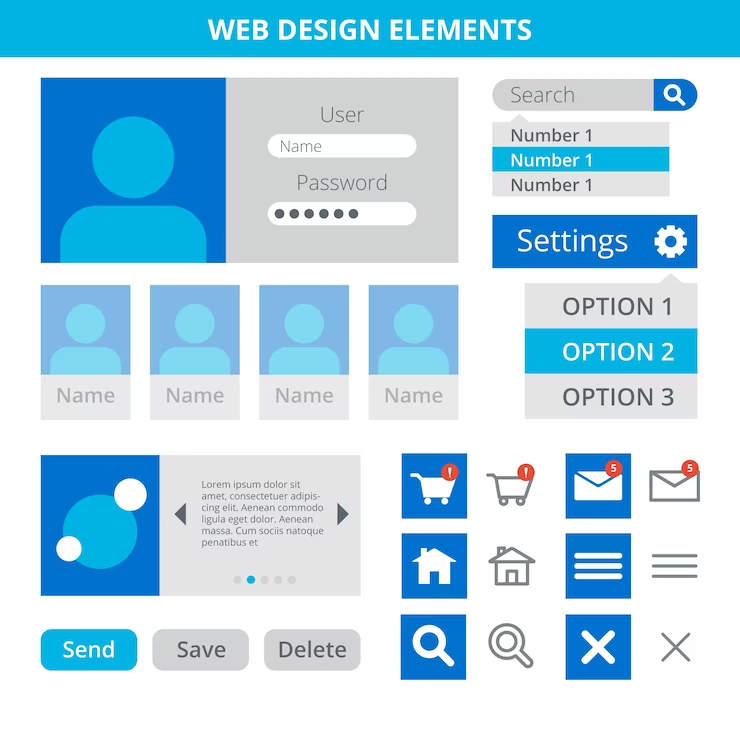 WEB DESIGN ELEMENTS
User
Name
Password
Search
Number 1
Number 1
Number 1
Settings
OPTION 1
OPTION 2
OPTION 3
Name
Name
Name
Name
Lorem ipsum dolor sit
amet, consectetuer adipis-
cing elit. Aenean commodo
ligula eget dolor. Aenean
massa. Cum sociis natoque
penatibus et
!
!
5
5
Send
Save
Delete